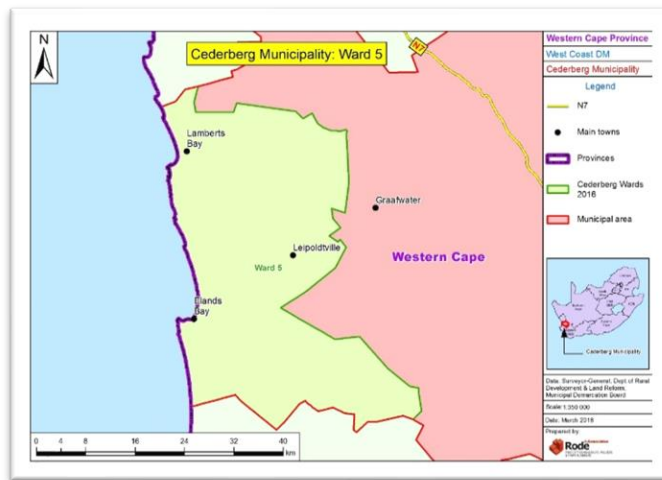 N
Cederberg Municipality: Ward 5
N7
Lamberts
Bay
Graafwater
Leipoldtville
Ward 5
Western Cape
Elands
Bay
0 4 8 16 24 32 40
km
Western Cape Province
West Coast DM
Cederberg Municipality
Legend
N7
Main towns
Provinces
Cederberg Wards
2016
Municipal area
Cederberg Municipality
Data: Surveyor-General, Dept of Rural
Development & Land Reform,
Municipal Demarcation Board
Scale:1:350 000
Date: March 2018
Prepared by:
Rode